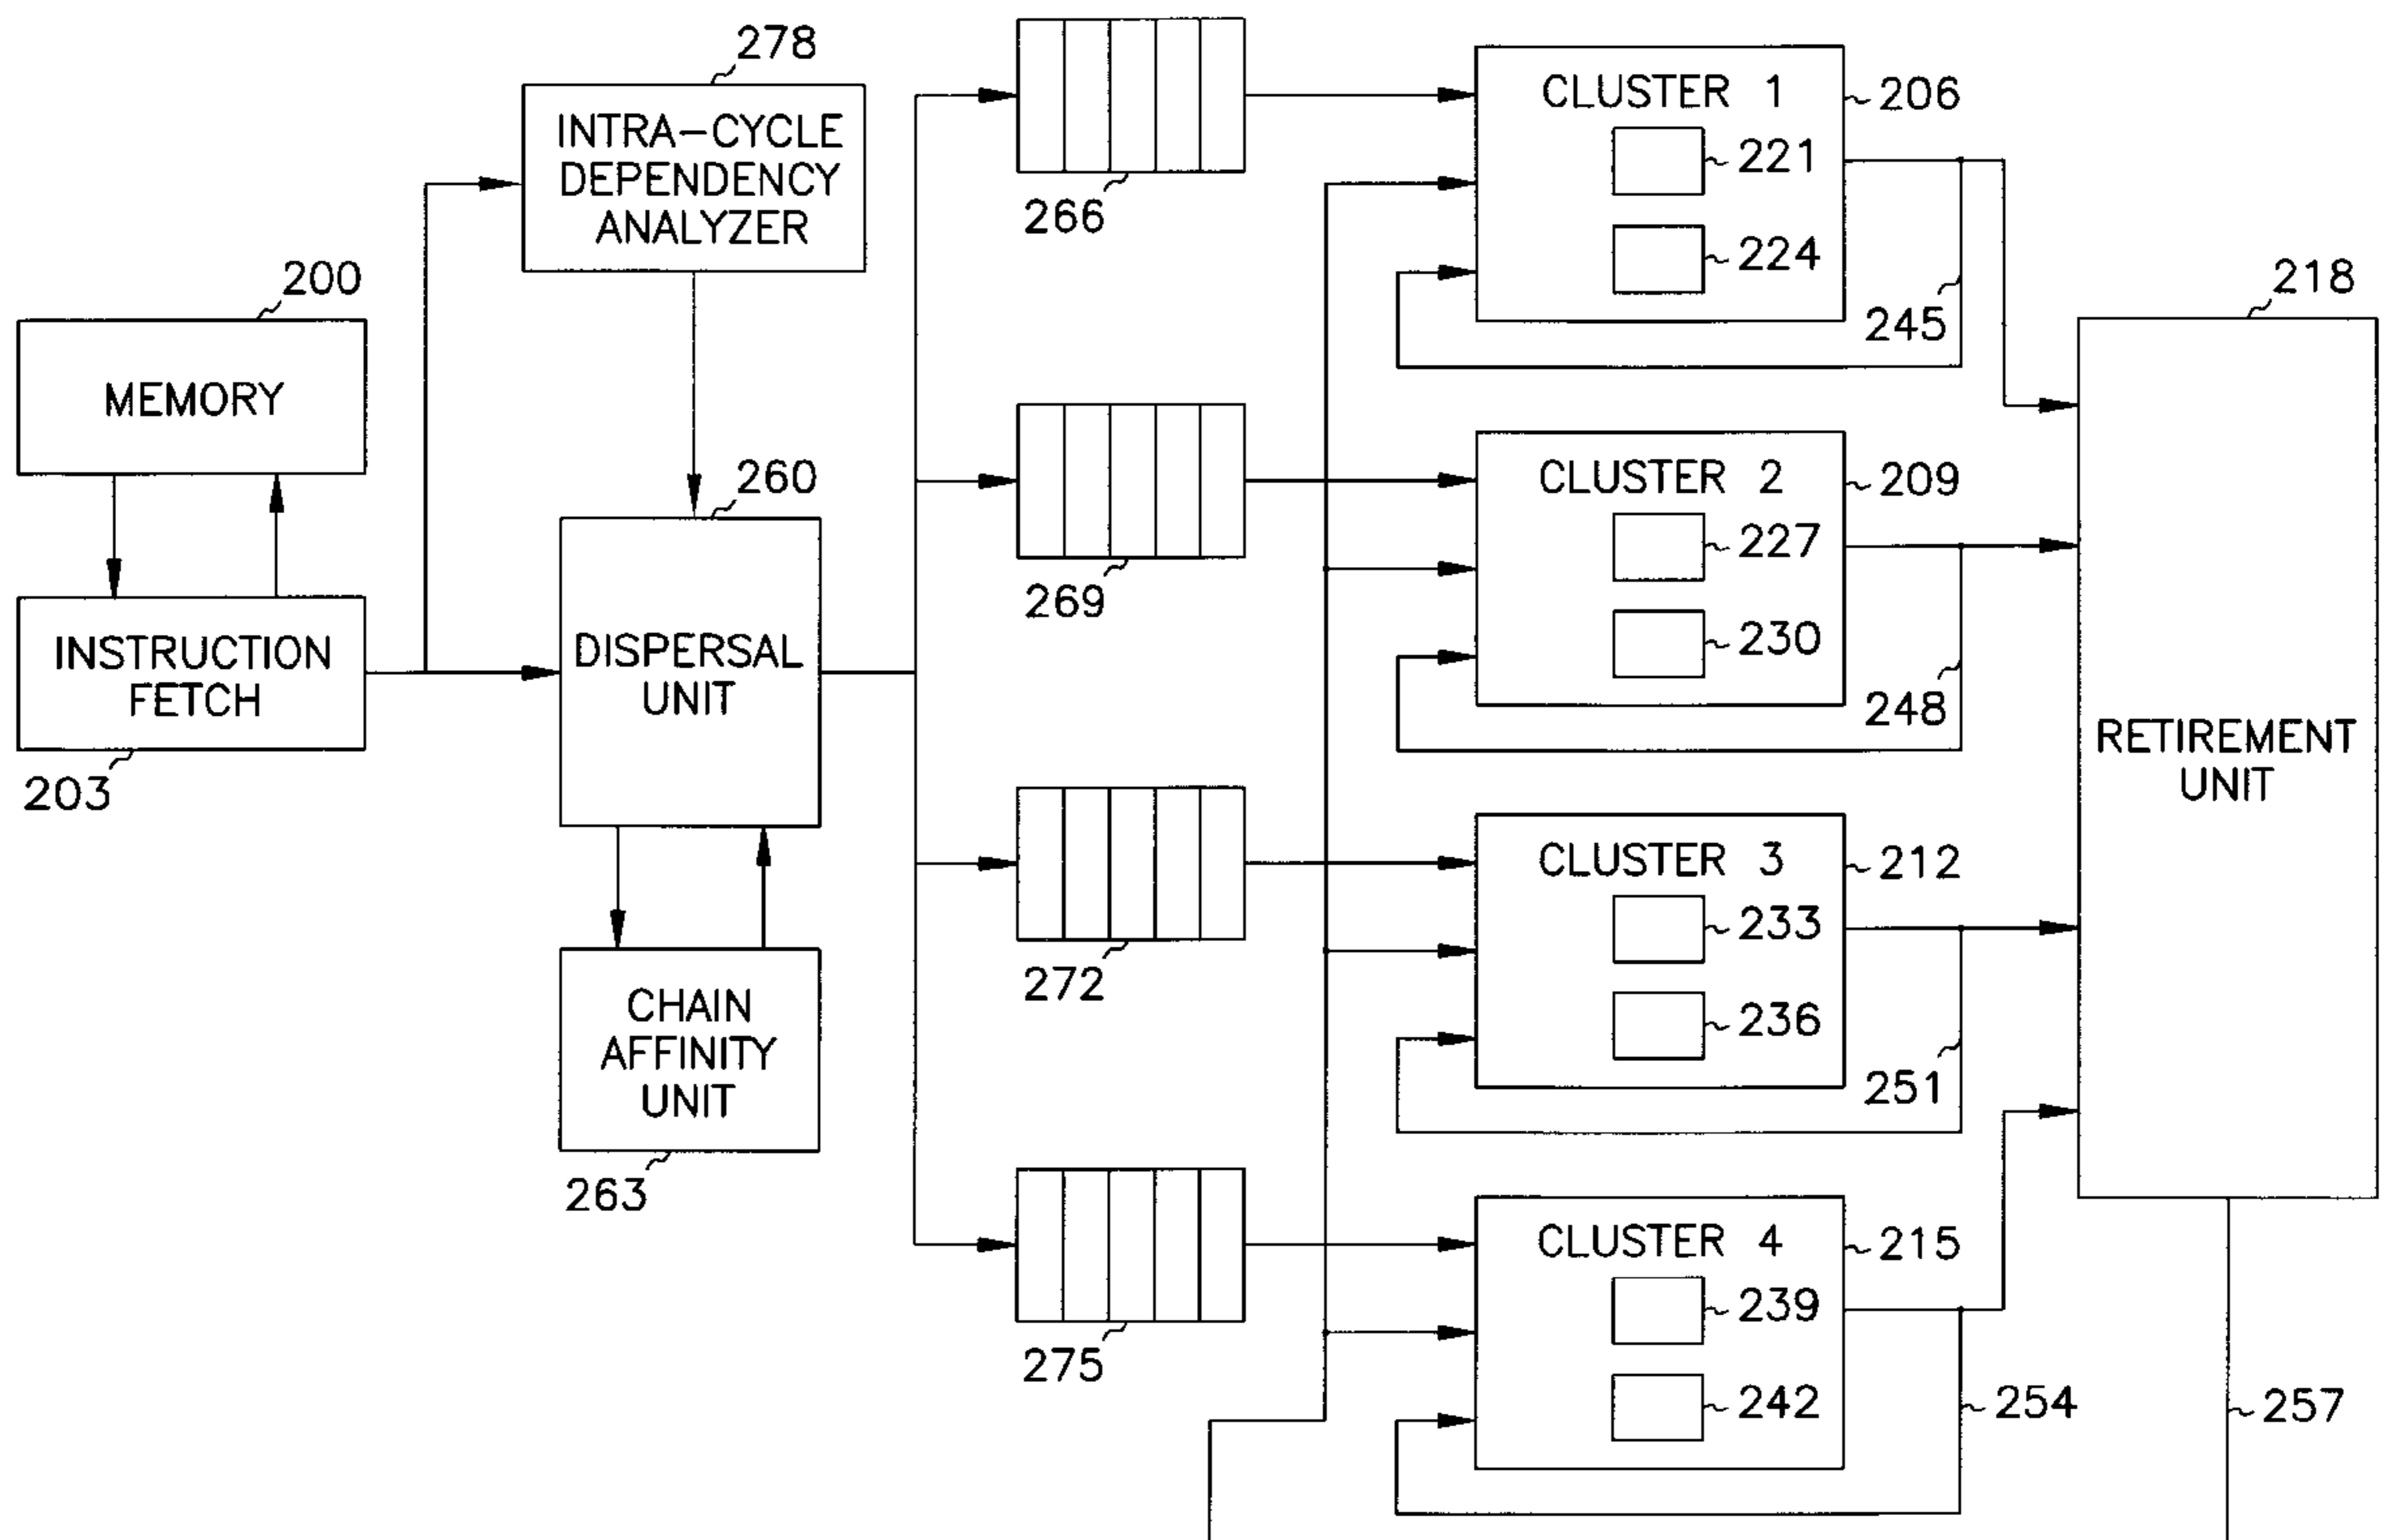 278
INTRA-CYCLE
DEPENDENCY
ANALYZER
200
MEMORY
INSTRUCTION
FETCH
203
260
DISPERSAL
UNIT
CHAIN
AFFINITY
UNIT
263
266
269
272
275
CLUSTER 1
206
221
224
245
CLUSTER 2
209
227
230
248
CLUSTER 3
212
233
236
251
CLUSTER 4
215
239
242
254
218
RETIREMENT
UNIT
257